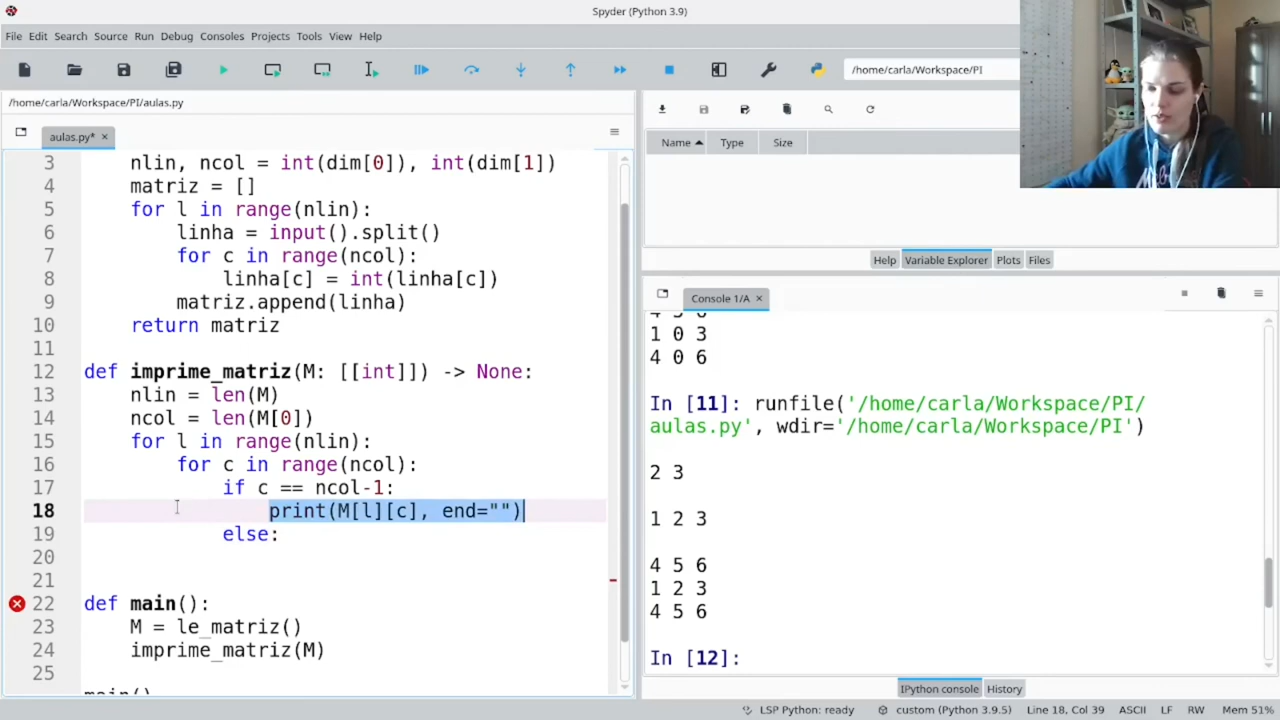 Spyder (Python 3.9)
File Edit Search Source Run Debug Consoles Projects Tools View Help
/home/carla/Workspace/PI
/home/carla/Workspace/PI/aulas.py
aulas.py*
3 nlin, ncol = int(dim[0]), int(dim[1])
4 matriz = []
5 for l in range(nlin):
6 linha = input().split()
7 for c in range(ncol):
8 linha[c] = int(linha[c])
9 matriz.append(linha)
10 return matriz
11
12 def imprime_matriz(M: [[int]]) -> None:
13 nlin = len(M)
14 ncol = len(M[0])
15 for l in range(nlin):
16 for c in range(ncol):
17 if c == ncol-1:
18 print(M[l][c], end="")
19 else:
20
21
22 def main():
23 M = le_matriz()
24 imprime_matriz(M)
25
main()
Name Type Size
Help Variable Explorer Plots Files
Console 1/A
4 5 6
1 0 3
4 0 6
In [11]: runfile('/home/carla/Workspace/PI/
aulas.py', wdir='/home/carla/Workspace/PI')
2 3
1 2 3
4 5 6
1 2 3
4 5 6
In [12]:
IPython console History
LSP Python: ready custom (Python 3.9.5) Line 18, Col 39 ASCII LF RW Mem 51%